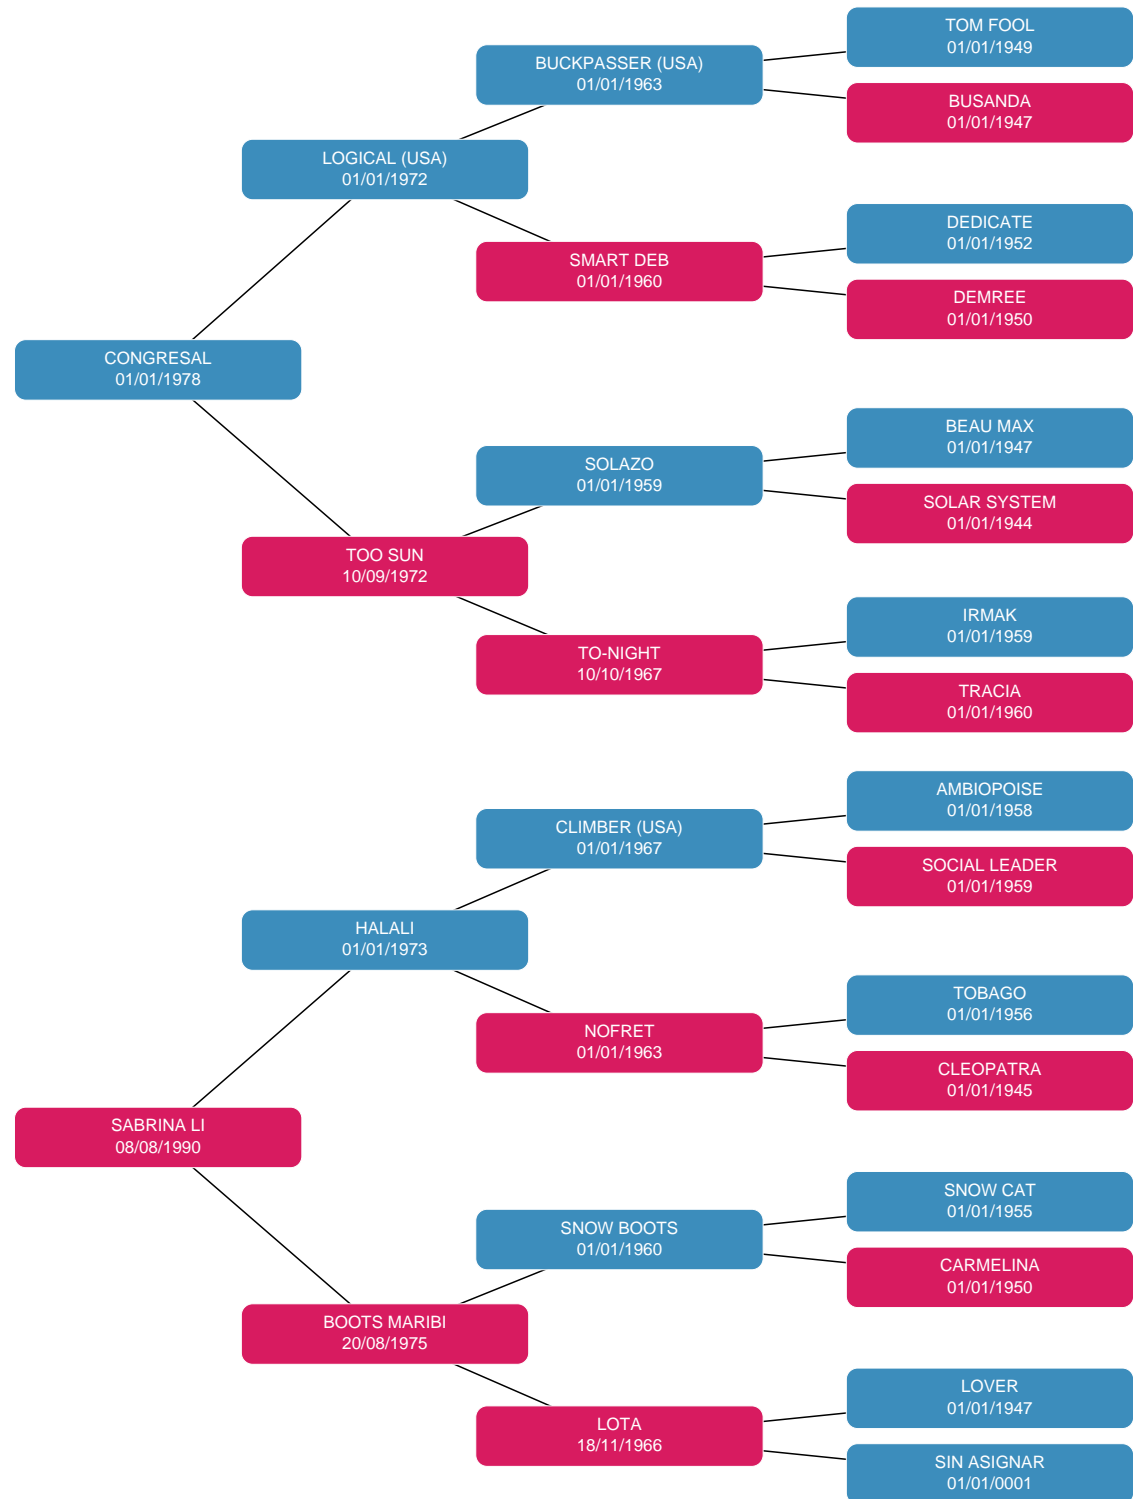 TOM FOOL
01/01/1949
BUCKPASSER (USA)
01/01/1963
BUSANDA
01/01/1947
LOGICAL (USA)
01/01/1972
DEDICATE
01/01/1952
SMART DEB
01/01/1960
DEMREE
01/01/1950
CONGRESAL
01/01/1978
BEAU MAX
01/01/1947
SOLAZO
01/01/1959
SOLAR SYSTEM
01/01/1944
TOO SUN
10/09/1972
IRMAK
01/01/1959
TO-NIGHT
10/10/1967
TRACIA
01/01/1960
AMBIOPOISE
01/01/1958
CLIMBER (USA)
01/01/1967
SOCIAL LEADER
01/01/1959
HALALI
01/01/1973
TOBAGO
01/01/1956
NOFRET
01/01/1963
CLEOPATRA
01/01/1945
SABRINA LI
08/08/1990
SNOW CAT
01/01/1955
SNOW BOOTS
01/01/1960
CARMELINA
01/01/1950
BOOTS MARIBI
20/08/1975
LOVER
01/01/1947
LOTA
18/11/1966
SIN ASIGNAR
01/01/0001